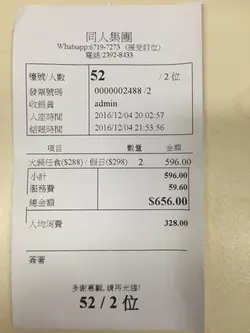 同人集團
Whatsapp:6719-7273 (接受訂位)
電話:2392-8433
檯號/人數 52 / 2 位
發票號碼 0000002488 /2
收銀員 admin
入座時間 2016/12/04 20:02:57
結賬時間 2016/12/04 21:53:56
項目 數量 金額
火鍋任食($288) / 假日($298) 2 596.00
小計 596.00
服務費 59.60
總金額 $656.00
人均消費 328.00
簽署
多謝惠顧, 請再光臨!
52 / 2 位